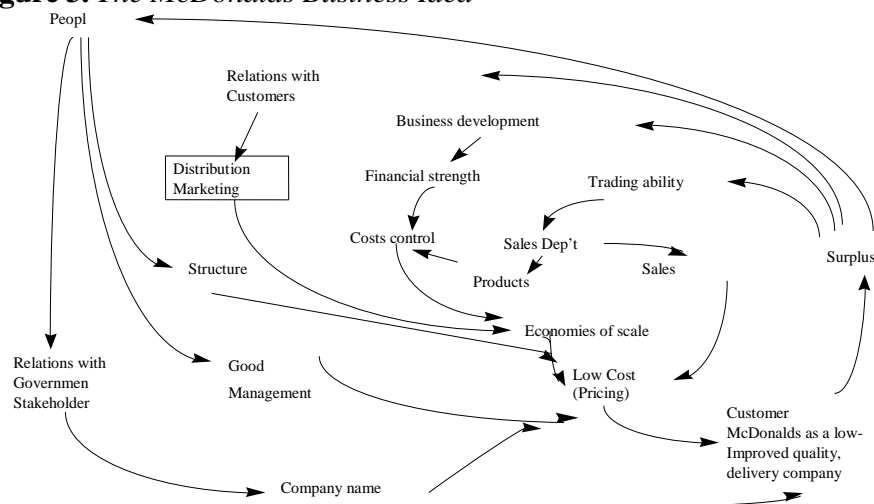 gure 3. The McDonalds Business Idea
Peopl
Relations with
Customers
Business development
Distribution
Marketing
Financial strength
Trading ability
Costs control
Sales Dep't
Surplus
Structure
Sales
Products
Economies of scale
Relations with
Governmen
Stakeholder
Good
Management
Low Cost
(Pricing)
Customer
McDonalds as a low-
Improved quality,
delivery company
Company name